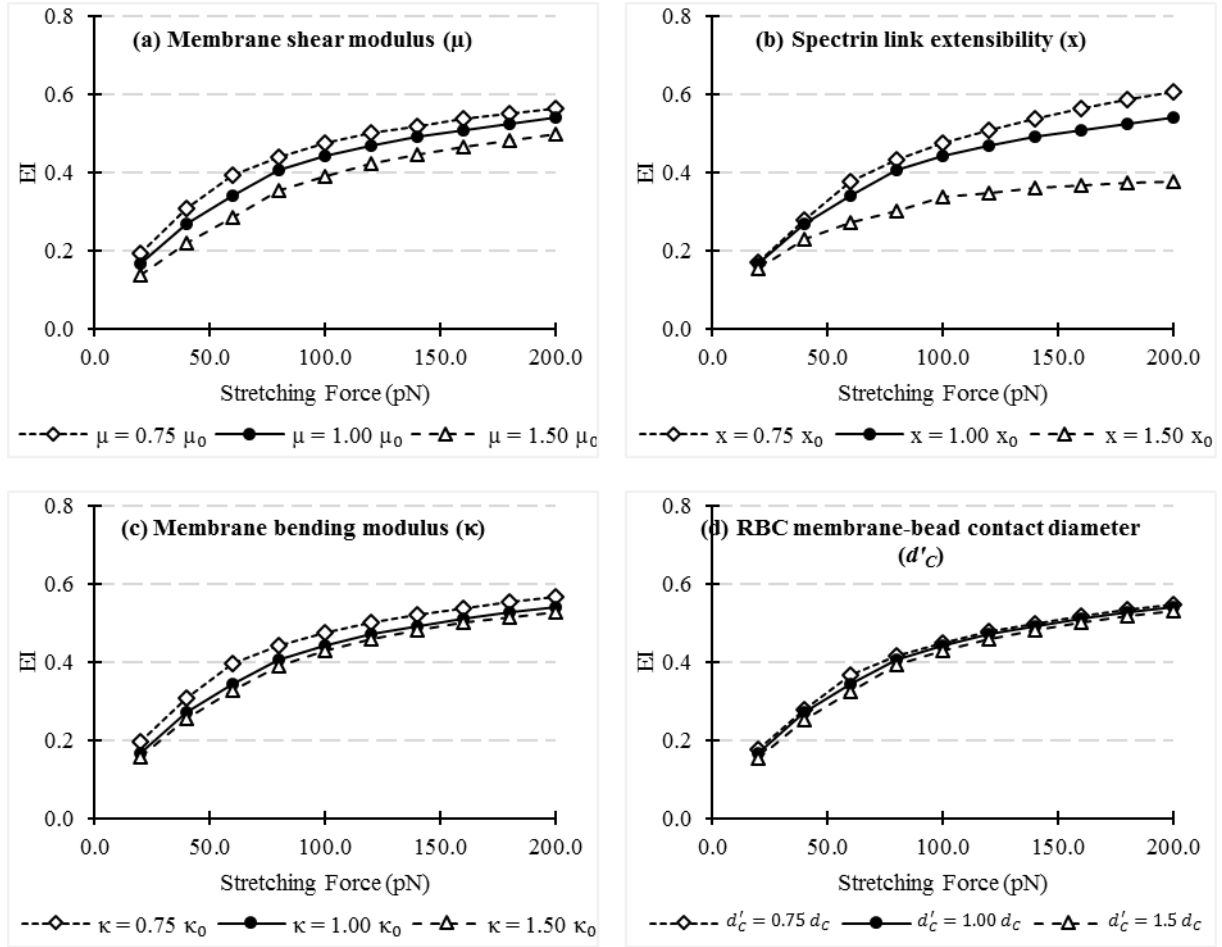 (a) Membrane shear modulus (μ)
0.8
0.6
0.4
0.2
0.0
EI
0.0 50.0 100.0 150.0 200.0
Stretching Force (pN)
μ = 0.75 μ₀ μ = 1.00 μ₀ μ = 1.50 μ₀
(b) Spectrin link extensibility (x)
0.8
0.6
0.4
0.2
0.0
EI
0.0 50.0 100.0 150.0 200.0
Stretching Force (pN)
x = 0.75 x₀ x = 1.00 x₀ x = 1.50 x₀
(c) Membrane bending modulus (κ)
0.8
0.6
0.4
0.2
0.0
EI
0.0 50.0 100.0 150.0 200.0
Stretching Force (pN)
κ = 0.75 κ₀ κ = 1.00 κ₀ κ = 1.50 κ₀
(d) RBC membrane-bead contact diameter
(d′C)
0.8
0.6
0.4
0.2
0.0
EI
0.0 50.0 100.0 150.0 200.0
Stretching Force (pN)
d′C = 0.75 dC d′C = 1.00 dC d′C = 1.5 dC